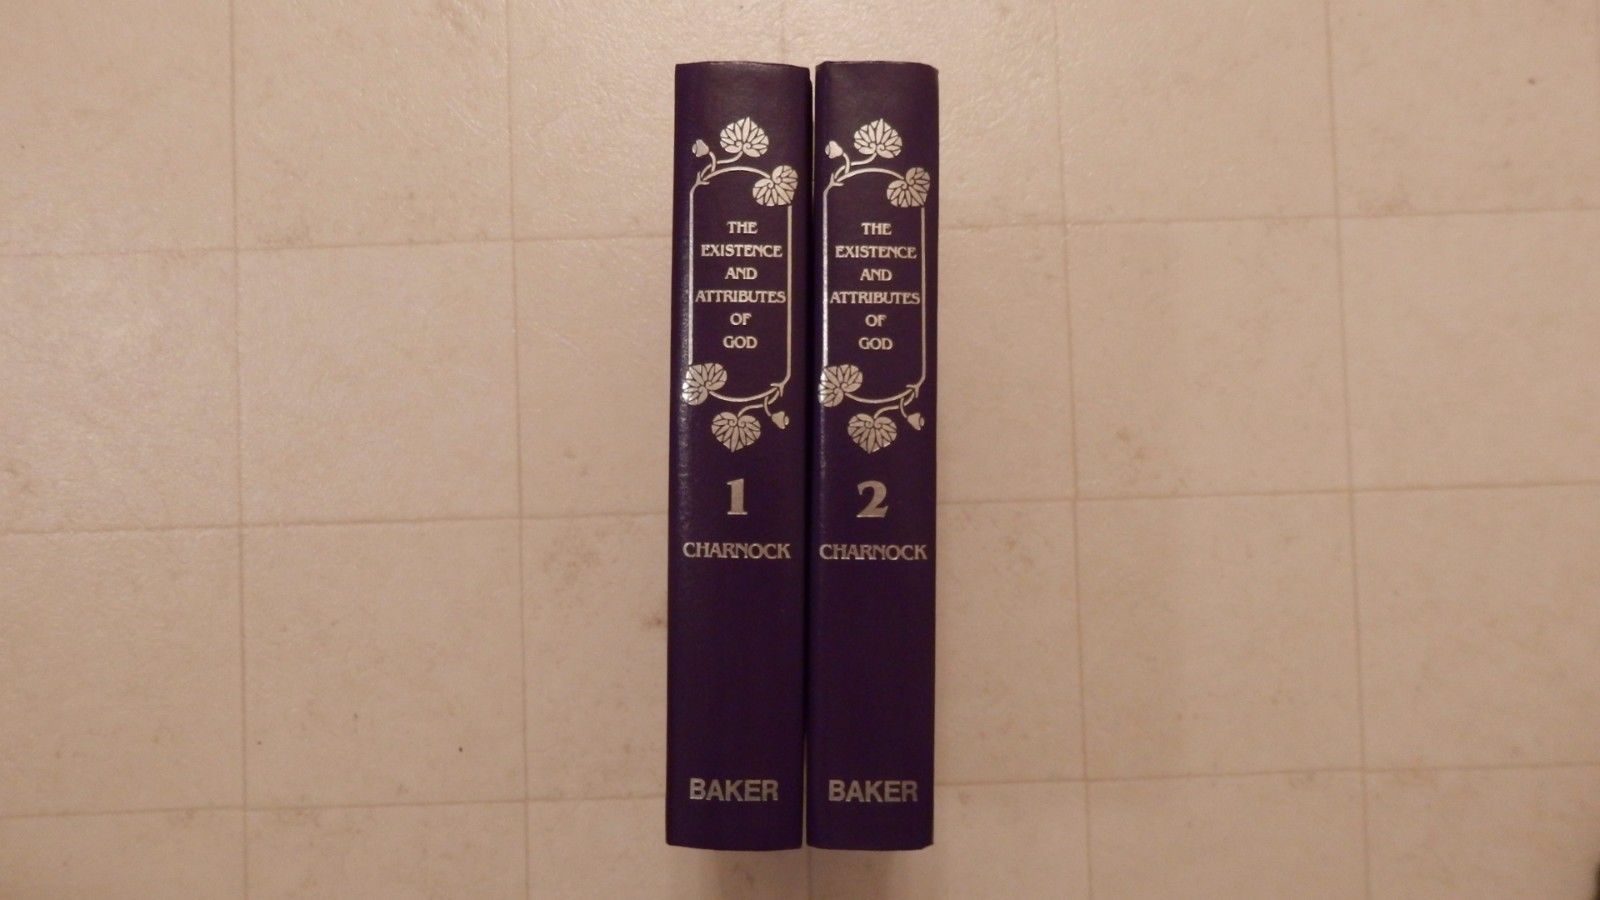 THE
EXISTENCE
AND
ATTRIBUTES
OF
GOD
1
CHARNOCK
BAKER
THE
EXISTENCE
AND
ATTRIBUTES
OF
GOD
2
CHARNOCK
BAKER